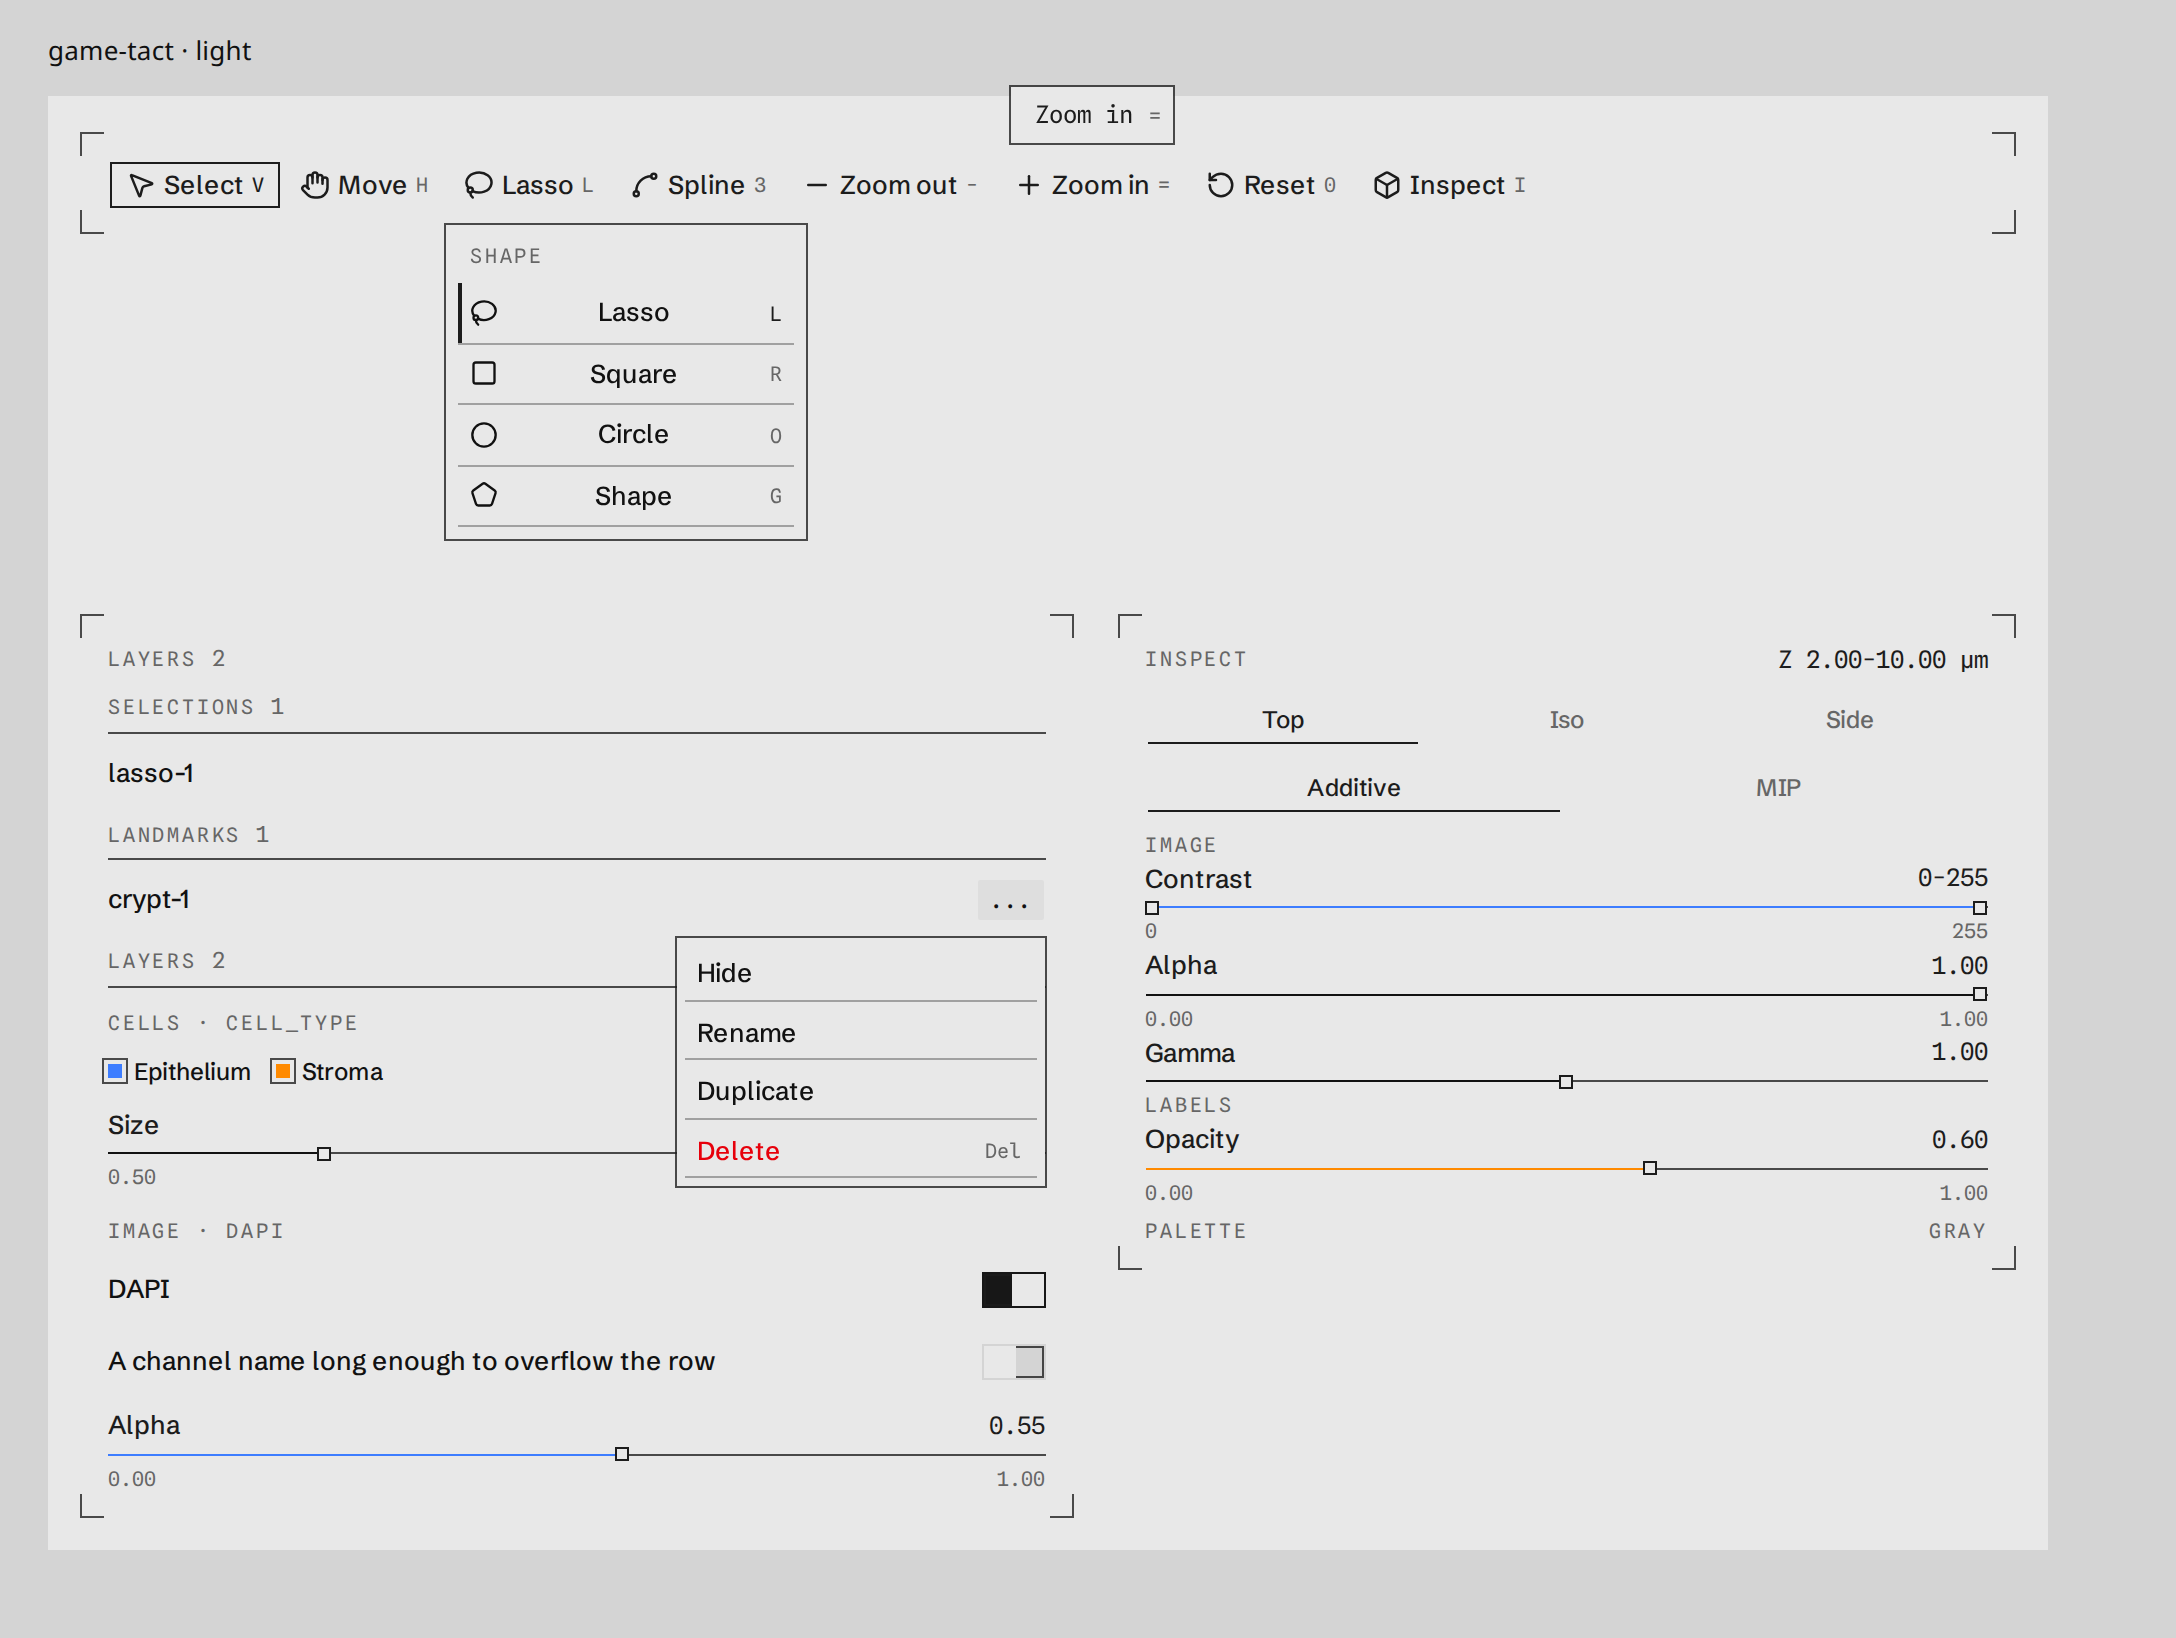 game-tact · light
Zoom in =
Select V Move H Lasso L Spline 3 Zoom out - Zoom in = Reset 0 Inspect I
SHAPE
Lasso L
Square R
Circle O
Shape G
LAYERS 2
SELECTIONS 1
lasso-1
LANDMARKS 1
crypt-1 ...
LAYERS 2
CELLS · CELL_TYPE
Epithelium Stroma
Size
0.50
Hide
Rename
Duplicate
Delete Del
IMAGE · DAPI
DAPI
A channel name long enough to overflow the row
Alpha 0.55
0.00 1.00
INSPECT Z 2.00-10.00 µm
Top Iso Side
Additive MIP
IMAGE
Contrast 0-255
0 255
Alpha 1.00
0.00 1.00
Gamma 1.00
LABELS
Opacity 0.60
0.00 1.00
PALETTE GRAY